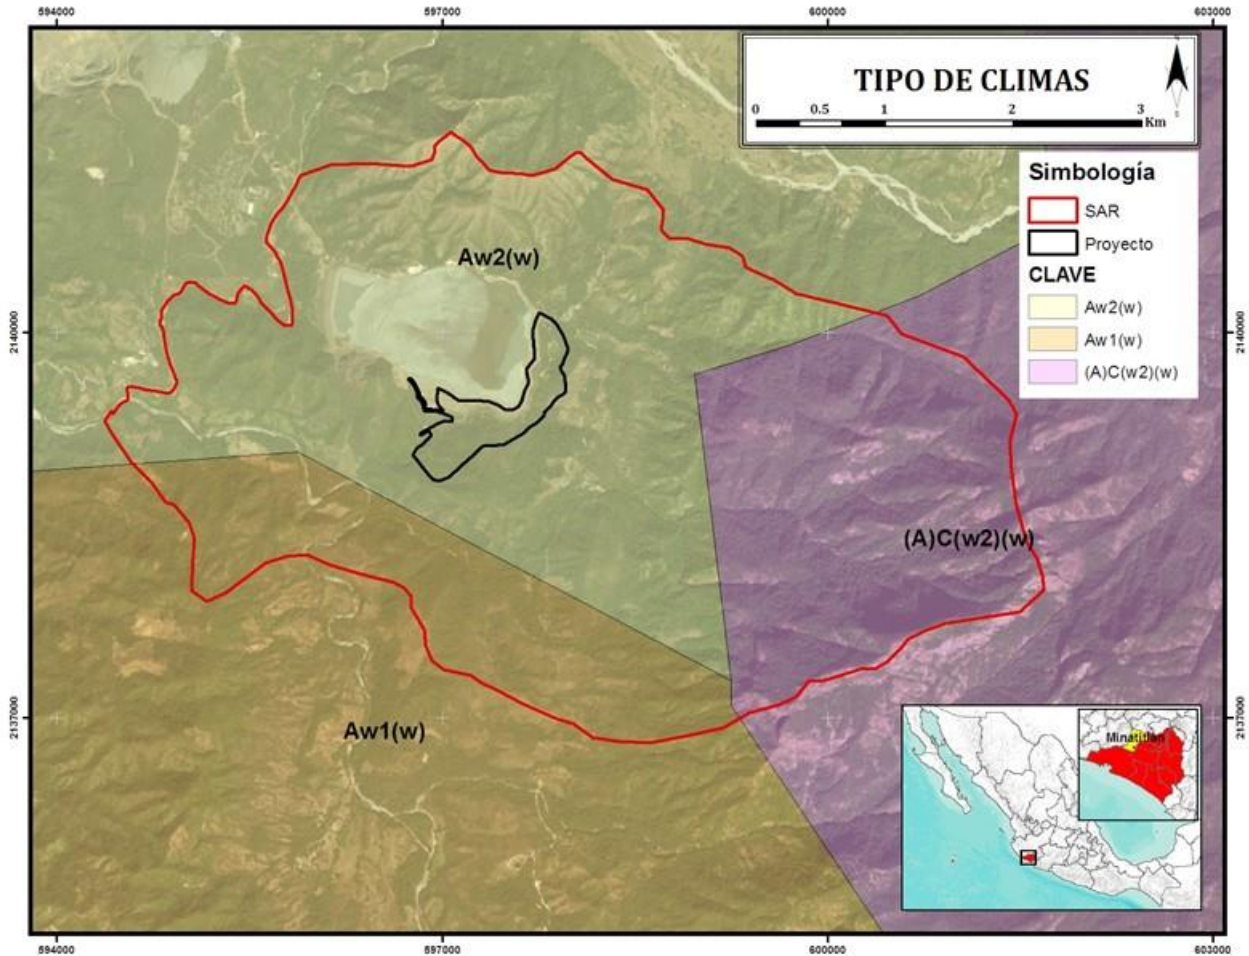 594000 597000 600000 603000
TIPO DE CLIMAS
N
0 0.5 1 2 3
Km
S
Simbología
SAR
Proyecto
CLAVE
Aw2(w)
Aw1(w)
(A)C(w2)(w)
Aw2(w)
2140000 2140000
(A)C(w2)(w)
2137000 2137000
Aw1(w)
Minatitlán
594000 597000 600000 603000